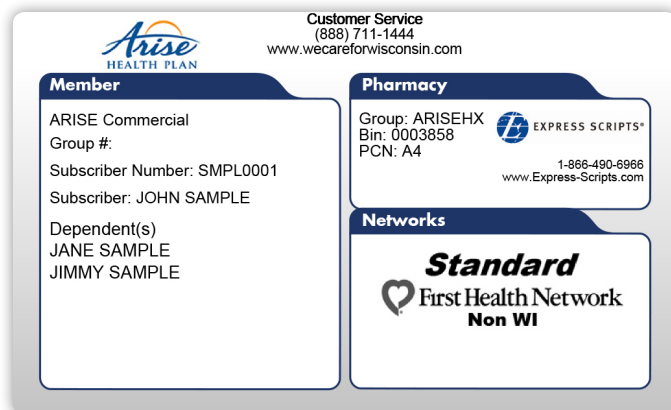 Arise
HEALTH PLAN
Customer Service
(888) 711-1444
www.wecareforwisconsin.com
Member
ARISE Commercial
Group #:
Subscriber Number: SMPL0001
Subscriber: JOHN SAMPLE
Dependent(s)
JANE SAMPLE
JIMMY SAMPLE
Pharmacy
Group: ARISEHX
Bin: 0003858
PCN: A4
EXPRESS SCRIPTS®
1-866-490-6966
www.Express-Scripts.com
Networks
Standard
First Health Network
Non WI